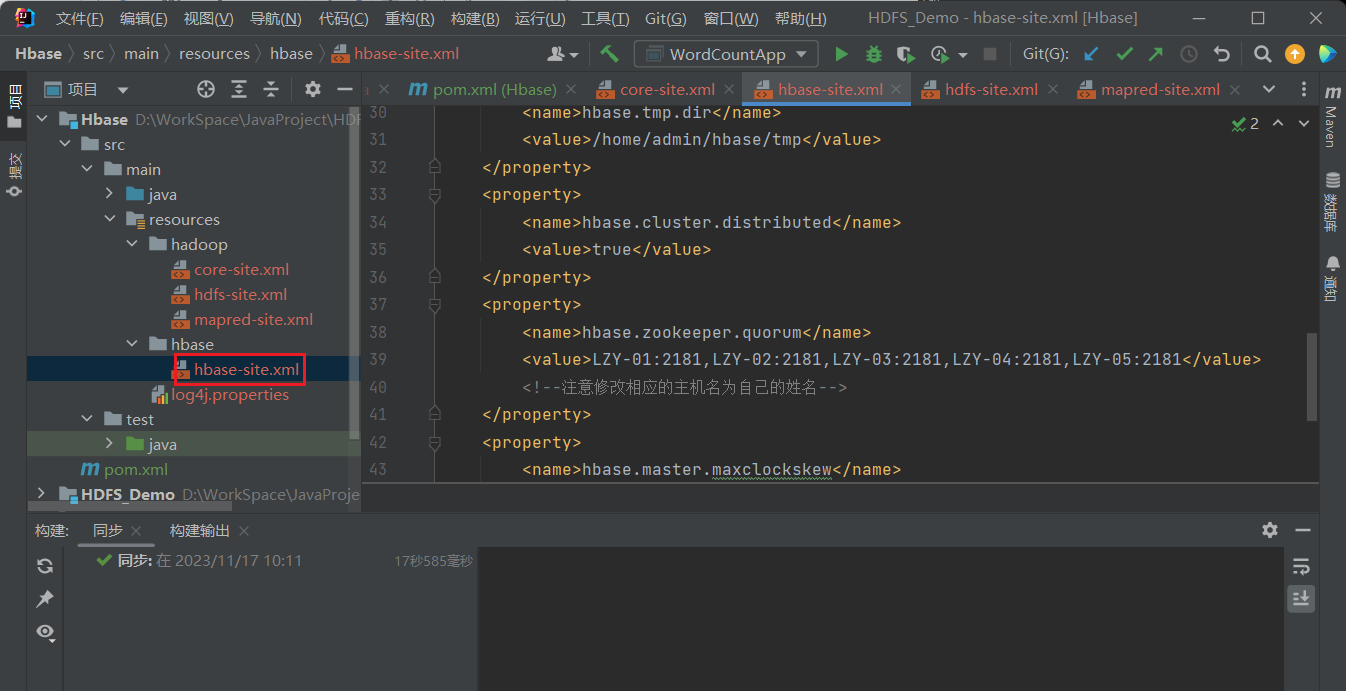 文件(F) 编辑(E) 视图(V) 导航(N) 代码(C) 重构(R) 构建(B) 运行(U) 工具(T) Git(G) 窗口(W) 帮助(H) HDFS_Demo - hbase-site.xml [Hbase]
Hbase src main resources hbase hbase-site.xml WordCountApp Git(G):
项目 pom.xml (Hbase) core-site.xml hbase-site.xml hdfs-site.xml mapred-site.xml
项目
提交
Hbase D:\WorkSpace\JavaProject\HDF
src
main
java
resources
hadoop
core-site.xml
hdfs-site.xml
mapred-site.xml
hbase
hbase-site.xml
log4j.properties
test
java
pom.xml
HDFS_Demo D:\WorkSpace\JavaProje
30 <name>hbase.tmp.dir</name>
31 <value>/home/admin/hbase/tmp</value>
32 </property>
33 <property>
34 <name>hbase.cluster.distributed</name>
35 <value>true</value>
36 </property>
37 <property>
38 <name>hbase.zookeeper.quorum</name>
39 <value>LZY-01:2181,LZY-02:2181,LZY-03:2181,LZY-04:2181,LZY-05:2181</value>
40 <!--注意修改相应的主机名为自己的姓名-->
41 </property>
42 <property>
43 <name>hbase.master.maxclockskew</name>
2
Maven
数据库
通知
构建: 同步 构建输出
同步: 在 2023/11/17 10:11 17秒585毫秒